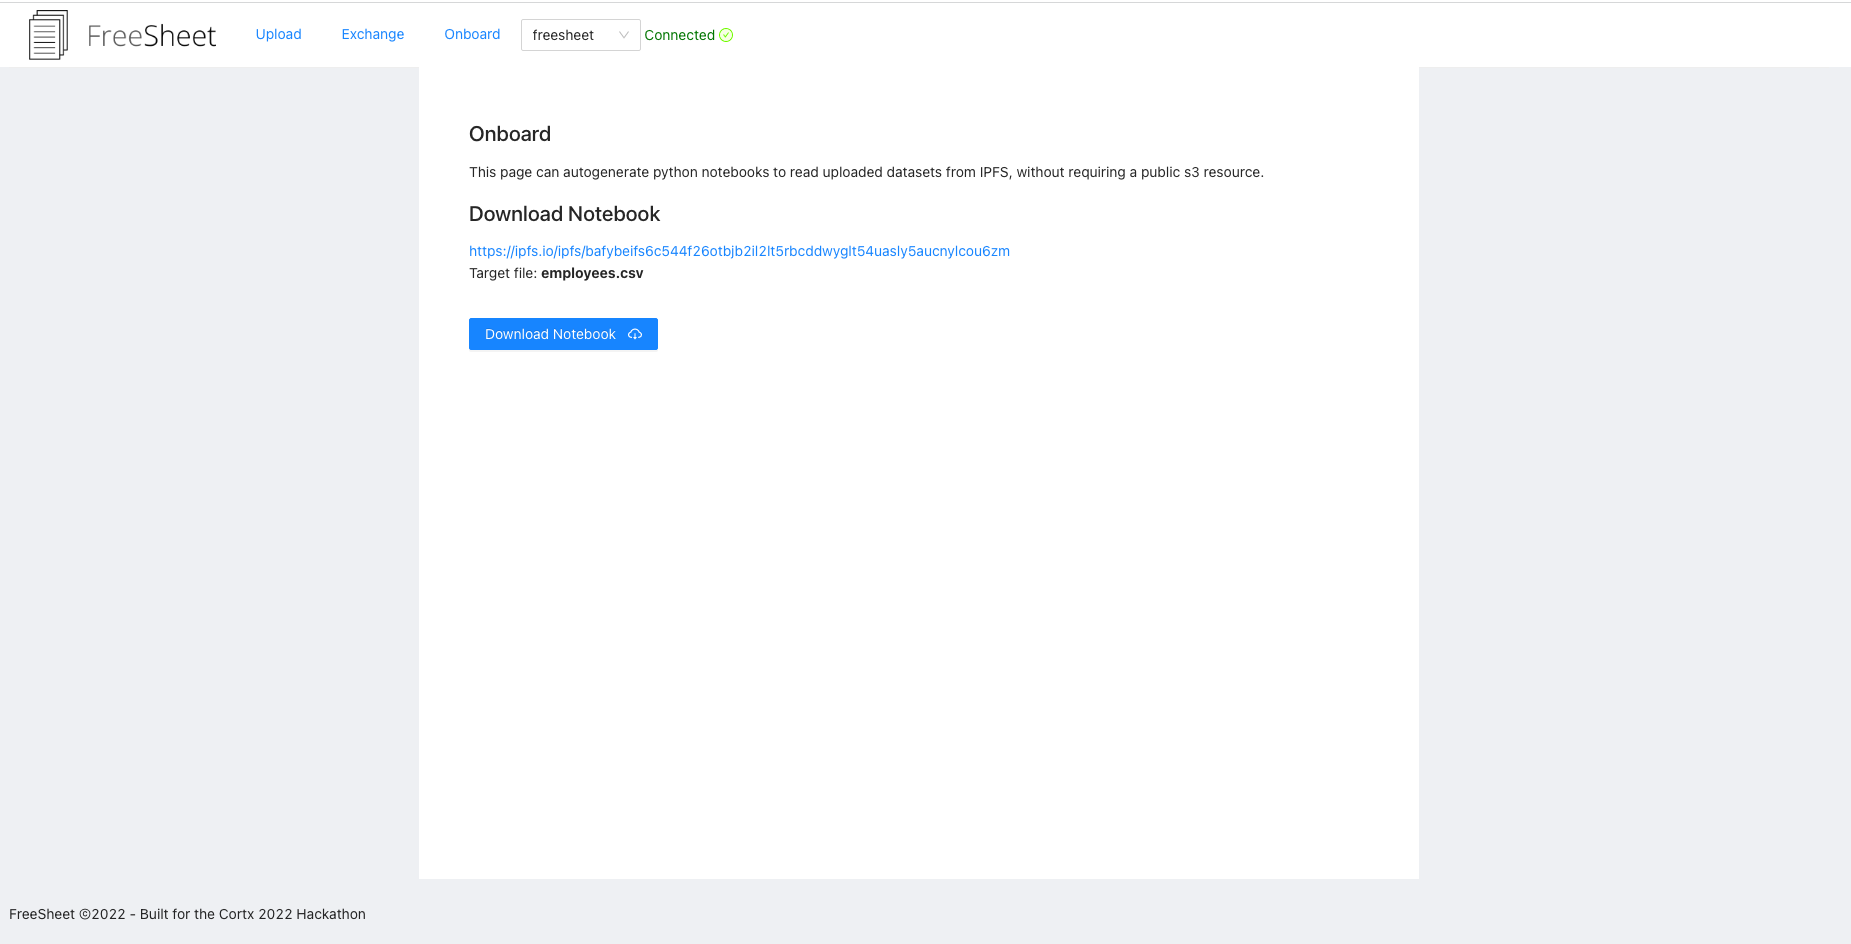 FreeSheet
Upload
Exchange
Onboard
freesheet
Connected
Onboard
This page can autogenerate python notebooks to read uploaded datasets from IPFS, without requiring a public s3 resource.
Download Notebook
https://ipfs.io/ipfs/bafybeifs6c544f26otbjb2il2lt5rbcddwyglt54uasly5aucnylcou6zm
Target file: employees.csv
Download Notebook
FreeSheet ©2022 - Built for the Cortx 2022 Hackathon